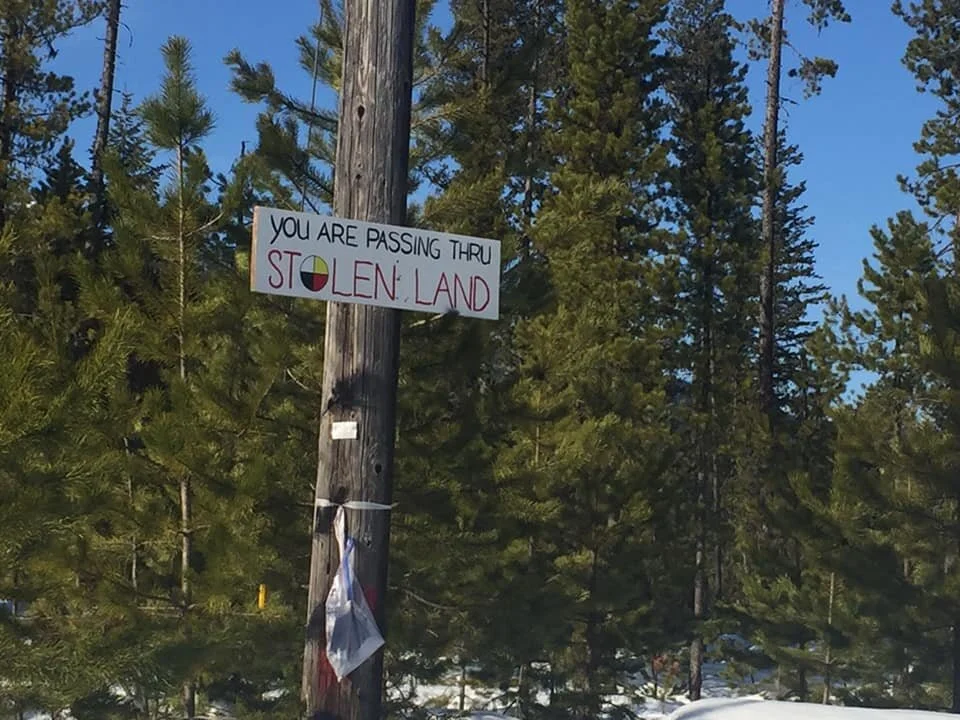 YOU ARE PASSING THRU
STOLEN LAND